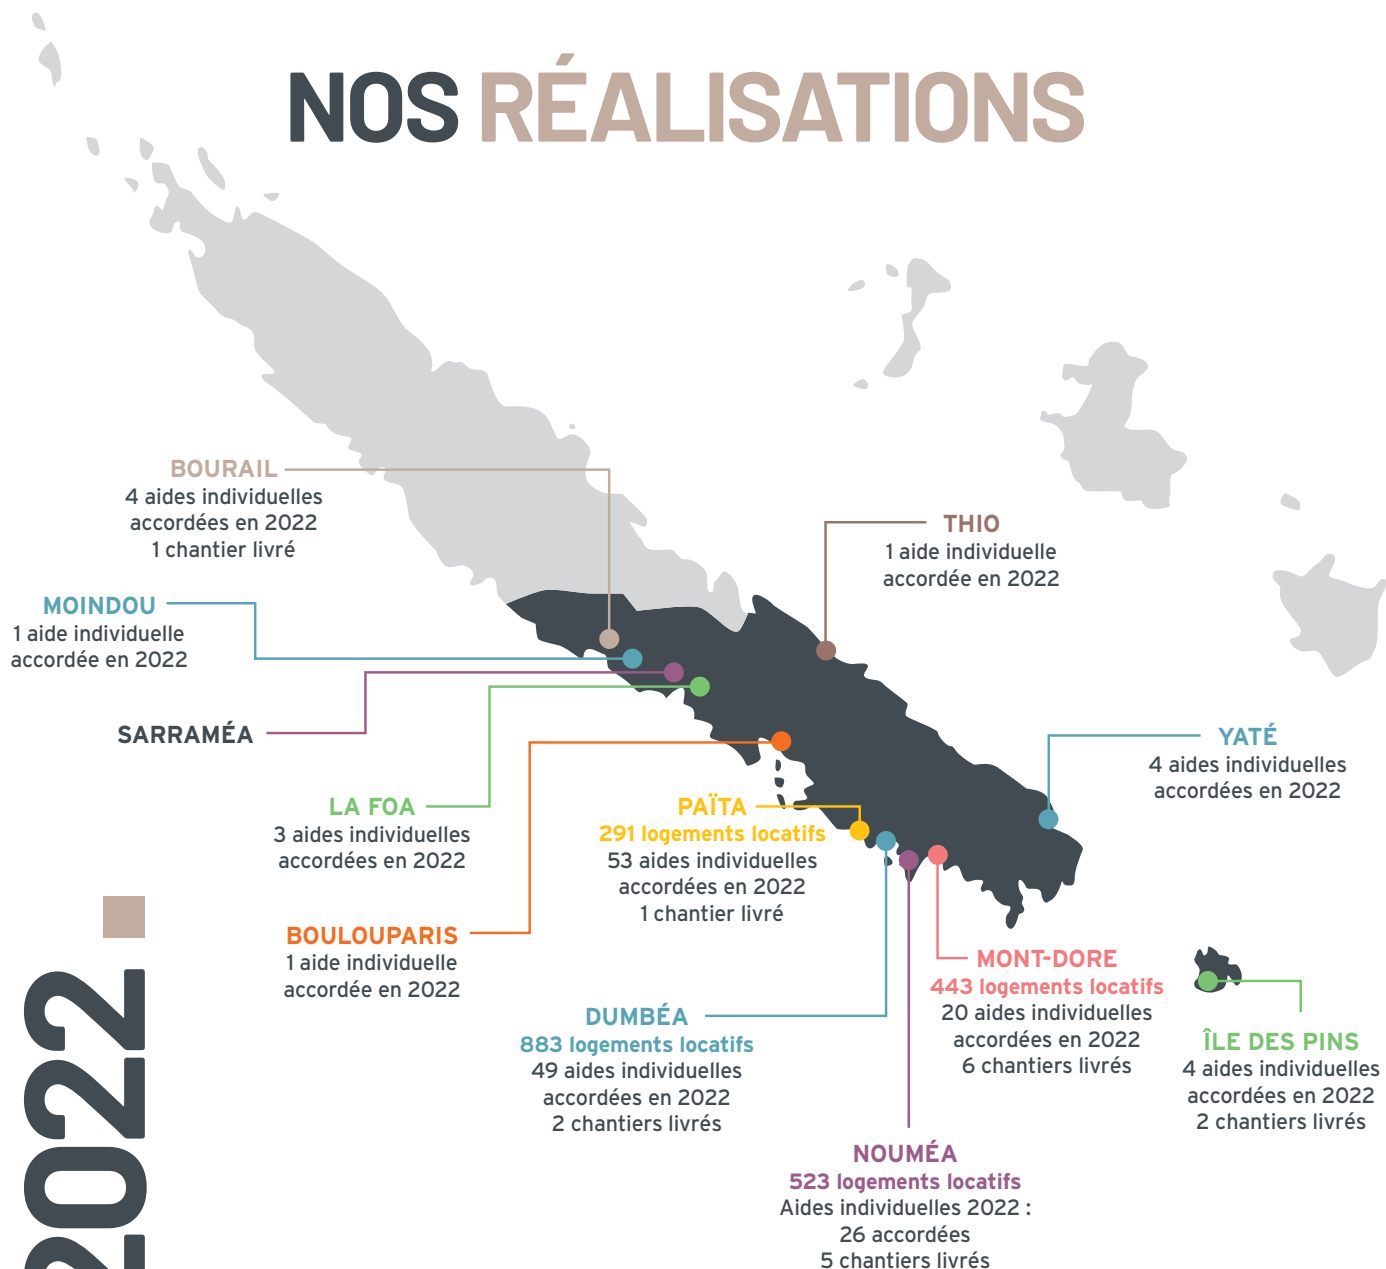 NOS RÉALISATIONS
BOURAIL
4 aides individuelles
accordées en 2022
1 chantier livré
THIO
1 aide individuelle
accordée en 2022
MOINDOU
1 aide individuelle
accordée en 2022
SARRAMÉA
YATÉ
4 aides individuelles
accordées en 2022
LA FOA
3 aides individuelles
accordées en 2022
PAÏTA
291 logements locatifs
53 aides individuelles
accordées en 2022
1 chantier livré
BOULOUPARIS
1 aide individuelle
accordée en 2022
MONT-DORE
443 logements locatifs
20 aides individuelles
accordées en 2022
6 chantiers livrés
DUMBÉA
883 logements locatifs
49 aides individuelles
accordées en 2022
2 chantiers livrés
ÎLE DES PINS
4 aides individuelles
accordées en 2022
2 chantiers livrés
NOUMÉA
523 logements locatifs
Aides individuelles 2022 :
26 accordées
5 chantiers livrés
2022